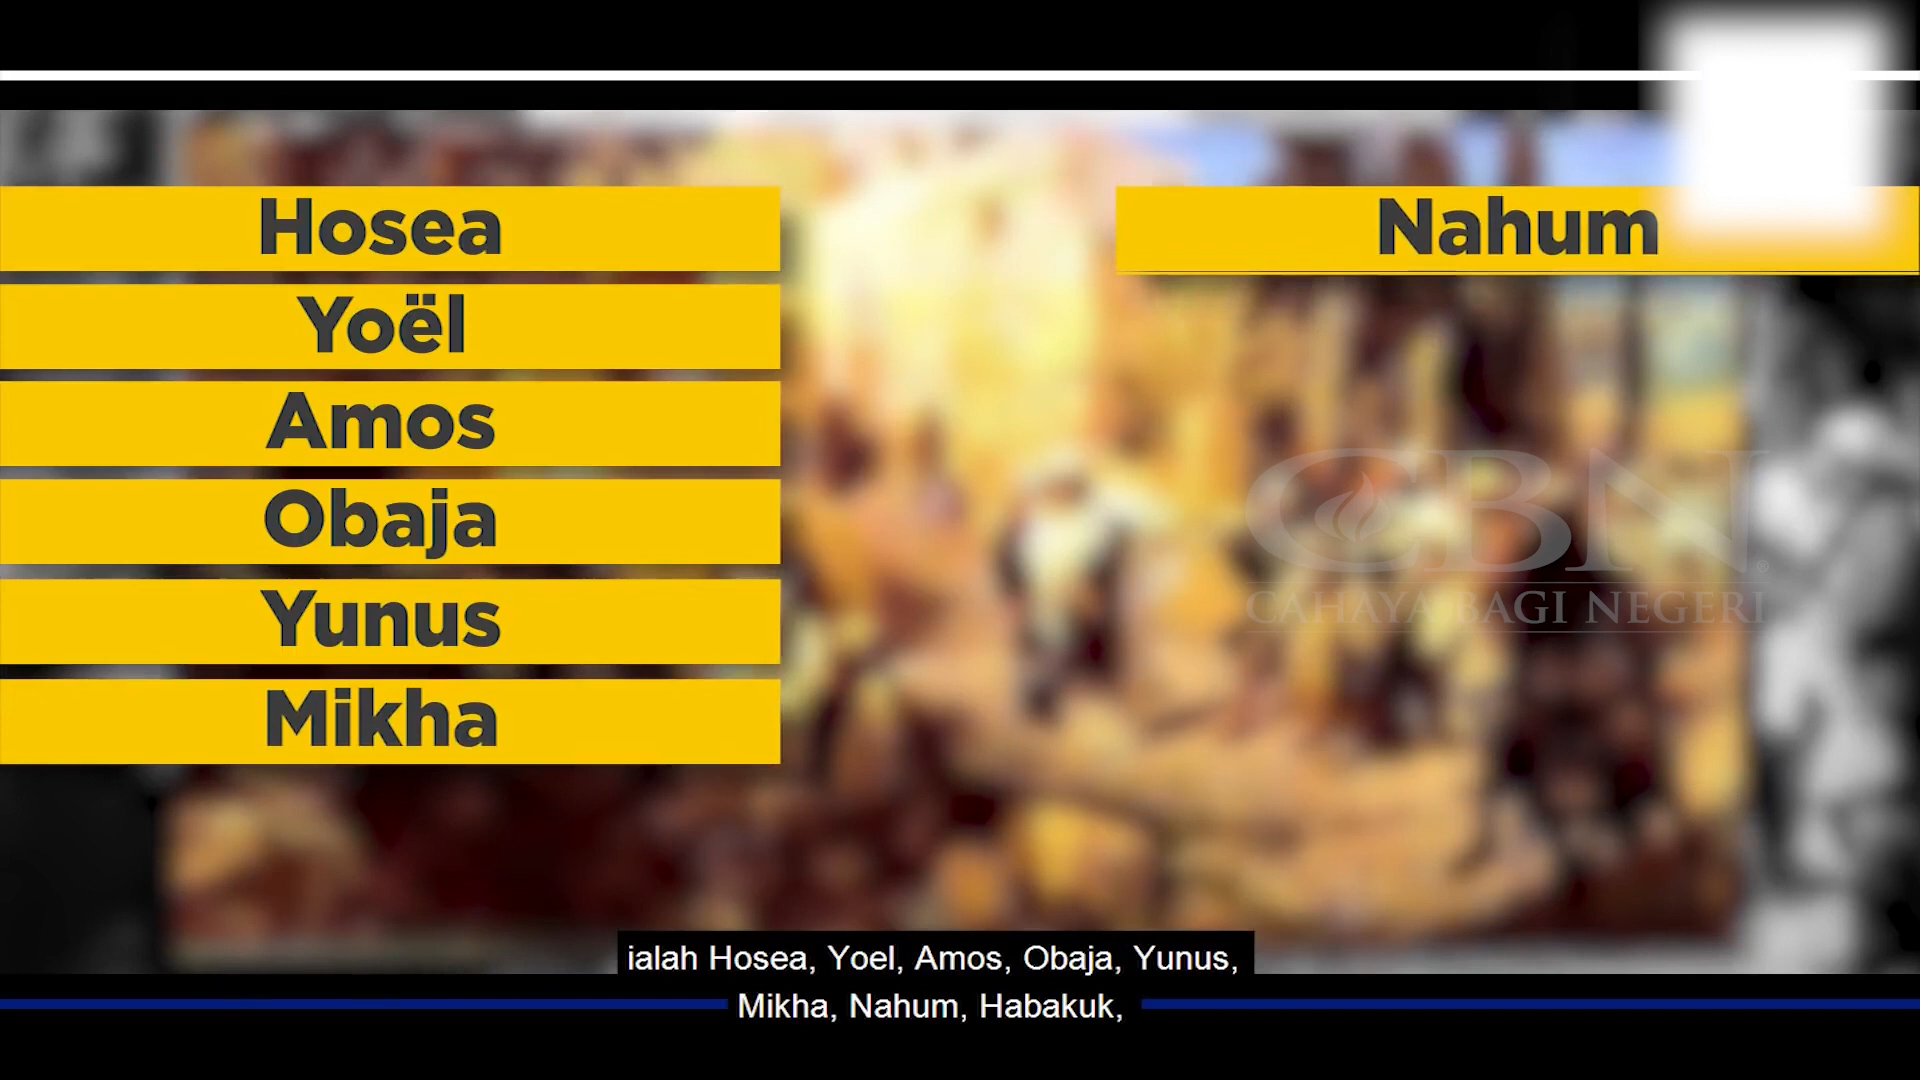 Hosea
Yoël
Amos
Obaja
Yunus
Mikha
Nahum
CBN®
CAHAYA BAGI NEGERI
ialah Hosea, Yoel, Amos, Obaja, Yunus,
Mikha, Nahum, Habakuk,